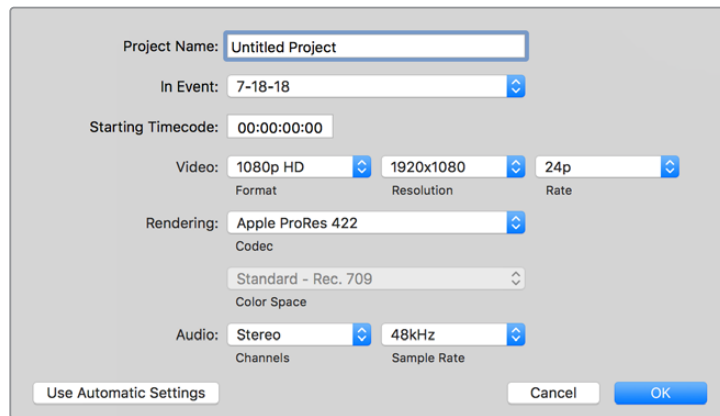 Project Name: Untitled Project
In Event: 7-18-18
Starting Timecode: 00:00:00:00
Video: 1080p HD 1920x1080 24p
Format Resolution Rate
Rendering: Apple ProRes 422
Codec
Standard - Rec. 709
Color Space
Audio: Stereo 48kHz
Channels Sample Rate
Use Automatic Settings Cancel OK